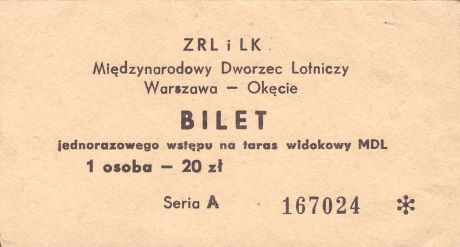 ZRL i LK
Międzynarodowy Dworzec Lotniczy
Warszawa — Okęcie
BILET
jednorazowego wstępu na taras widokowy MDL
1 osoba — 20 zł
Seria A 167024 *